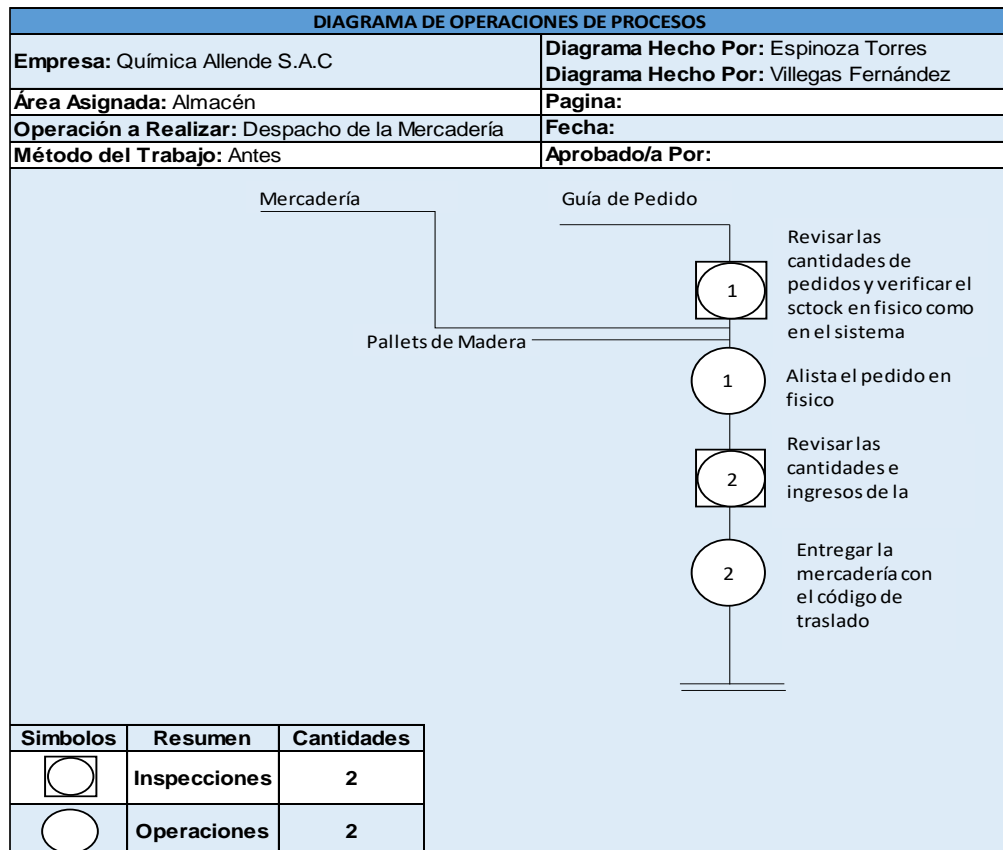 DIAGRAMA DE OPERACIONES DE PROCESOS
Empresa: Química Allende S.A.C
Diagrama Hecho Por: Espinoza Torres
Diagrama Hecho Por: Villegas Fernández
Área Asignada: Almacén
Pagina:
Operación a Realizar: Despacho de la Mercadería
Fecha:
Método del Trabajo: Antes
Aprobado/a Por:
Mercadería
Guía de Pedido
1
Revisar las
cantidades de
pedidos y verificar el
sctock en fisico como
en el sistema
Pallets de Madera
1
Alista el pedido en
fisico
2
Revisar las
cantidades e
ingresos de la
2
Entregar la
mercadería con
el código de
traslado
Simbolos Resumen Cantidades
Inspecciones 2
Operaciones 2